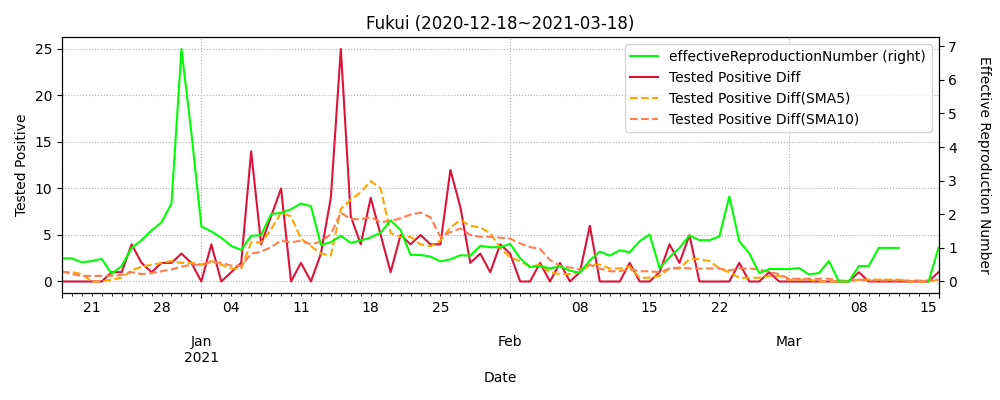 Fukui (2020-12-18~2021-03-18)
effectiveReproductionNumber (right)
Tested Positive Diff
Tested Positive Diff(SMA5)
Tested Positive Diff(SMA10)
Tested Positive
25
20
15
10
5
0
Effective Reproduction Number
7
6
5
4
3
2
1
0
21 28 04 11 18 25 08 15 22 08 15
Jan Feb Mar
2021
Date